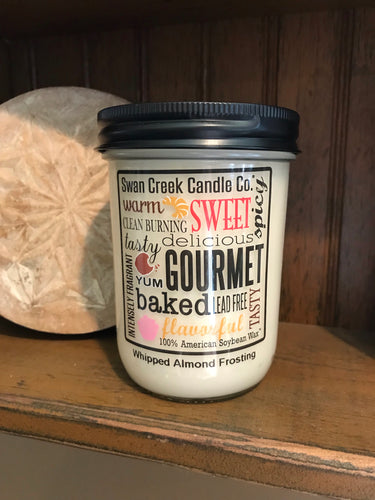 Swan Creek Candle Co.
warm
SWEET
spicy
CLEAN BURNING
tasty
delicious
GOURMET
YUM
baked
LEAD FREE
TASTY
INTENSELY FRAGRANT
flavorful
100% American Soybean Wax
Whipped Almond Frosting